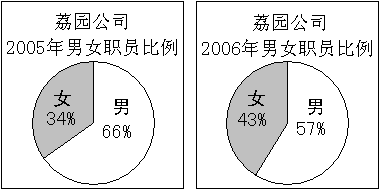 荔园公司
2005年男女职员比例
女
34%
男
66%
荔园公司
2006年男女职员比例
女
43%
男
57%